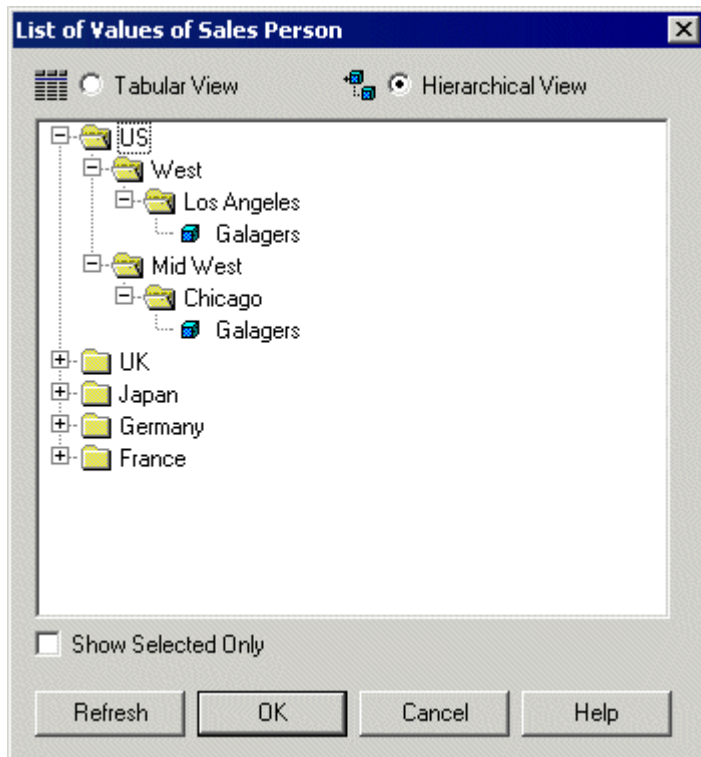 List of Values of Sales Person
Tabular View Hierarchical View
US
West
Los Angeles
Galagers
Mid West
Chicago
Galagers
UK
Japan
Germany
France
Show Selected Only
Refresh OK Cancel Help